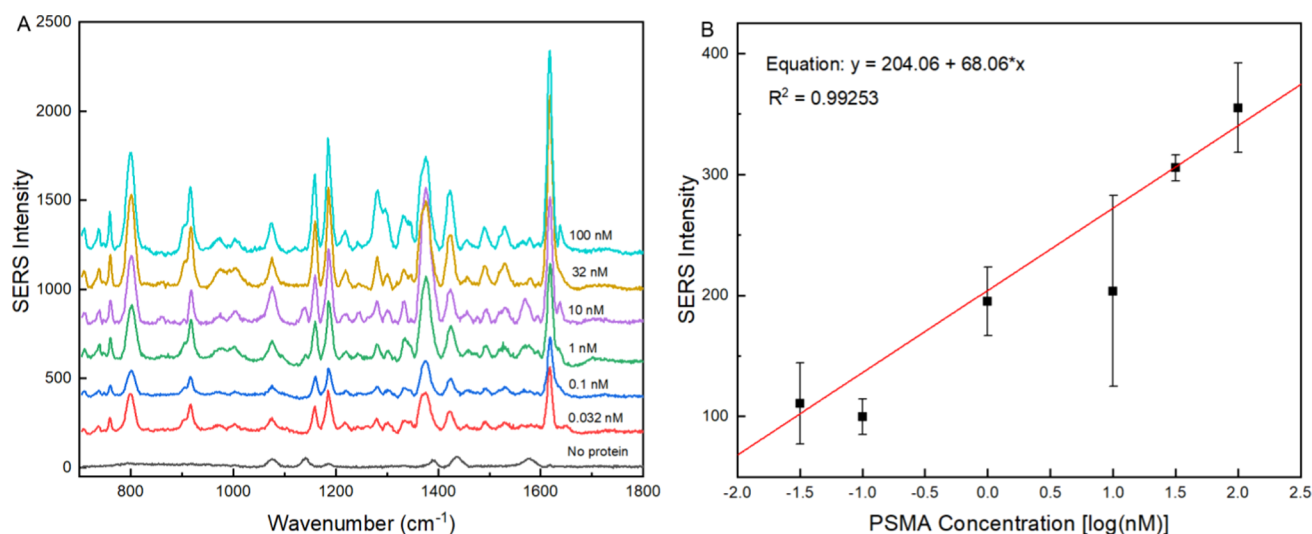 A
2500
2000
1500
1000
500
0
SERS Intensity
100 nM
32 nM
10 nM
1 nM
0.1 nM
0.032 nM
No protein
800 1000 1200 1400 1600 1800
Wavenumber (cm⁻¹)
B
400
300
200
100
SERS Intensity
Equation: y = 204.06 + 68.06*x
R² = 0.99253
-2.0 -1.5 -1.0 -0.5 0.0 0.5 1.0 1.5 2.0 2.5
PSMA Concentration [log(nM)]